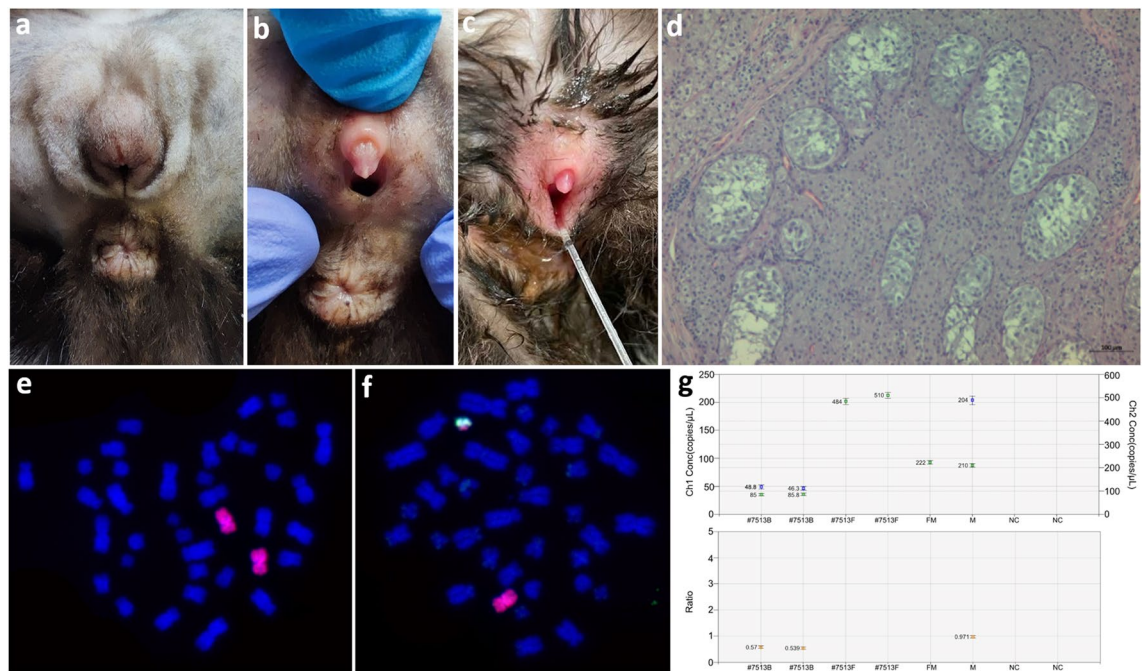 a
b
c
d
100 µm
e
f
g
Ch1 Conc(copies/µL)
250
200
150
100
50
0
600
500
400
300
200
100
0
Ch2 Conc(copies/µL)
48.8
85
46.3
85.8
484
510
222
204
210
#7513B #7513B #7513F #7513F FM M NC NC
Ratio
5
4
3
2
1
0
0.57
0.539
0.971
#7513B #7513B #7513F #7513F FM M NC NC